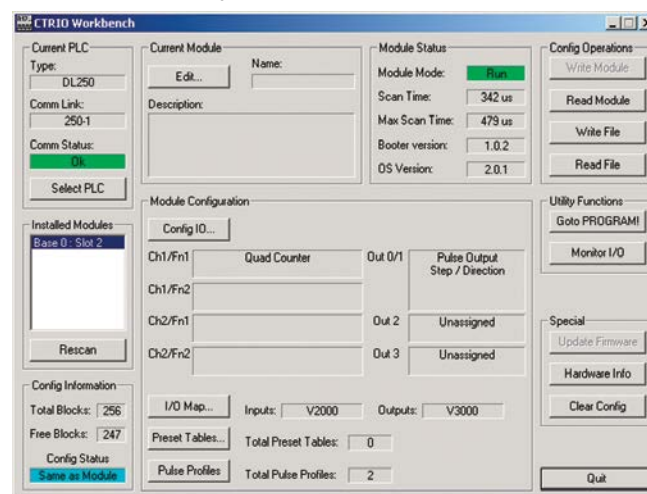 CTRIO Workbench
Current PLC
Type:
DL250
Comm Link:
250-1
Comm Status:
Ok
Select PLC
Current Module
Edit...
Name:
Description:
Module Status
Module Mode: Run
Scan Time: 342 us
Max Scan Time: 479 us
Booter version: 1.0.2
OS Version: 2.0.1
Config Operations
Write Module
Read Module
Write File
Read File
Installed Modules
Base 0 : Slot 2
Rescan
Module Configuration
Config IO...
Ch1/Fn1 Quad Counter Out 0/1 Pulse Output
Step / Direction
Ch1/Fn2
Ch2/Fn1 Out 2 Unassigned
Ch2/Fn2 Out 3 Unassigned
I/O Map... Inputs: V2000 Outputs: V3000
Preset Tables... Total Preset Tables: 0
Pulse Profiles Total Pulse Profiles: 2
Utility Functions
Goto PROGRAM!
Monitor I/O
Special
Update Firmware
Hardware Info
Clear Config
Config Information
Total Blocks: 256
Free Blocks: 247
Config Status
Same as Module
Quit